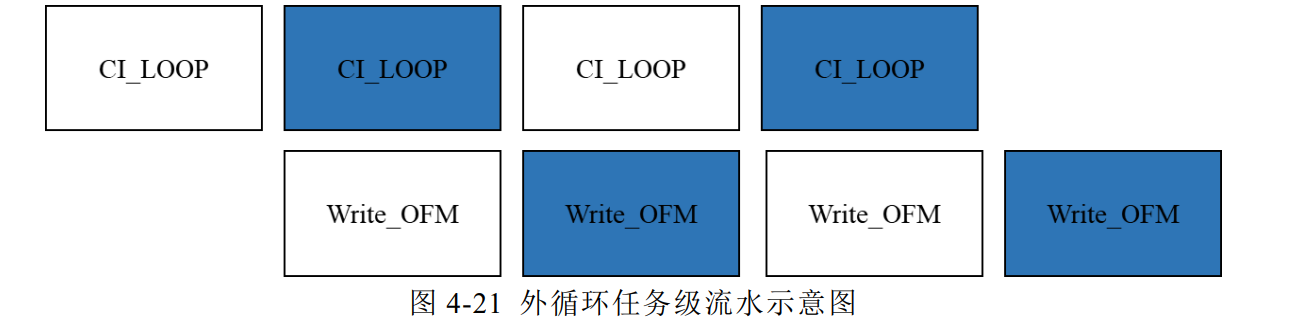 CI_LOOP CI_LOOP CI_LOOP CI_LOOP
Write_OFM Write_OFM Write_OFM Write_OFM
图 4-21 外循环任务级流水示意图